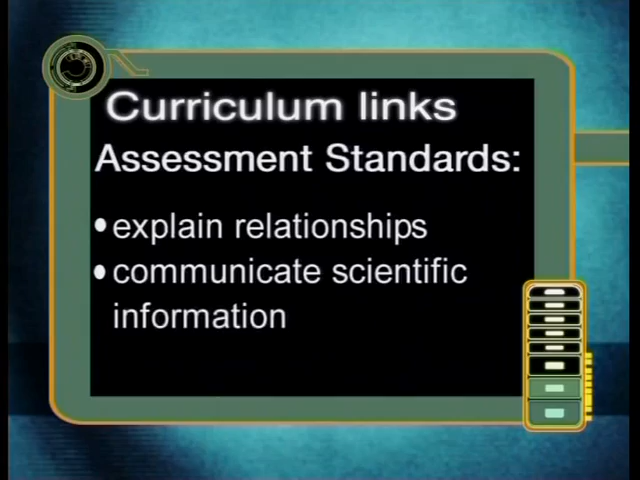 Curriculum links
Assessment Standards:
• explain relationships
• communicate scientific
information